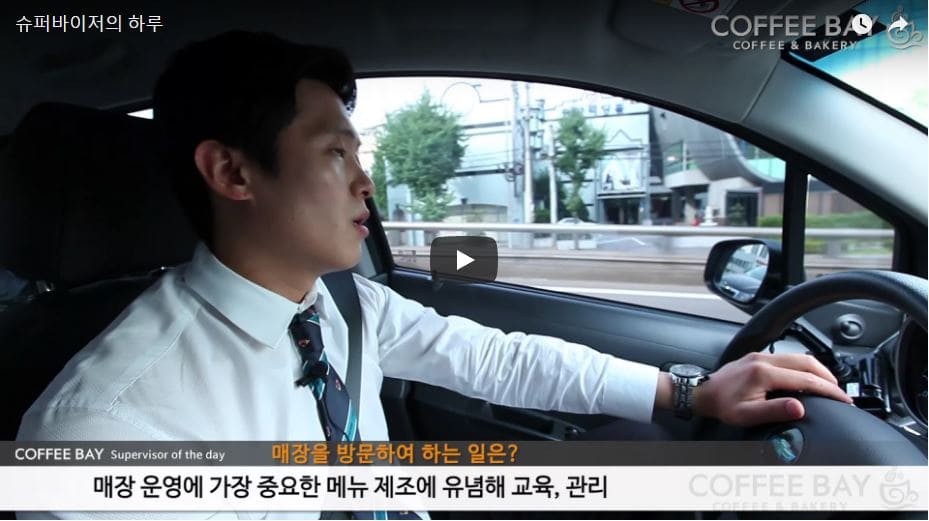 슈퍼바이저의 하루
COFFEE BAY
COFFEE & BAKERY
COFFEE BAY Supervisor of the day
매장을 방문하여 하는 일은?
매장 운영에 가장 중요한 메뉴 제조에 유념해 교육, 관리
COFFEE BAY